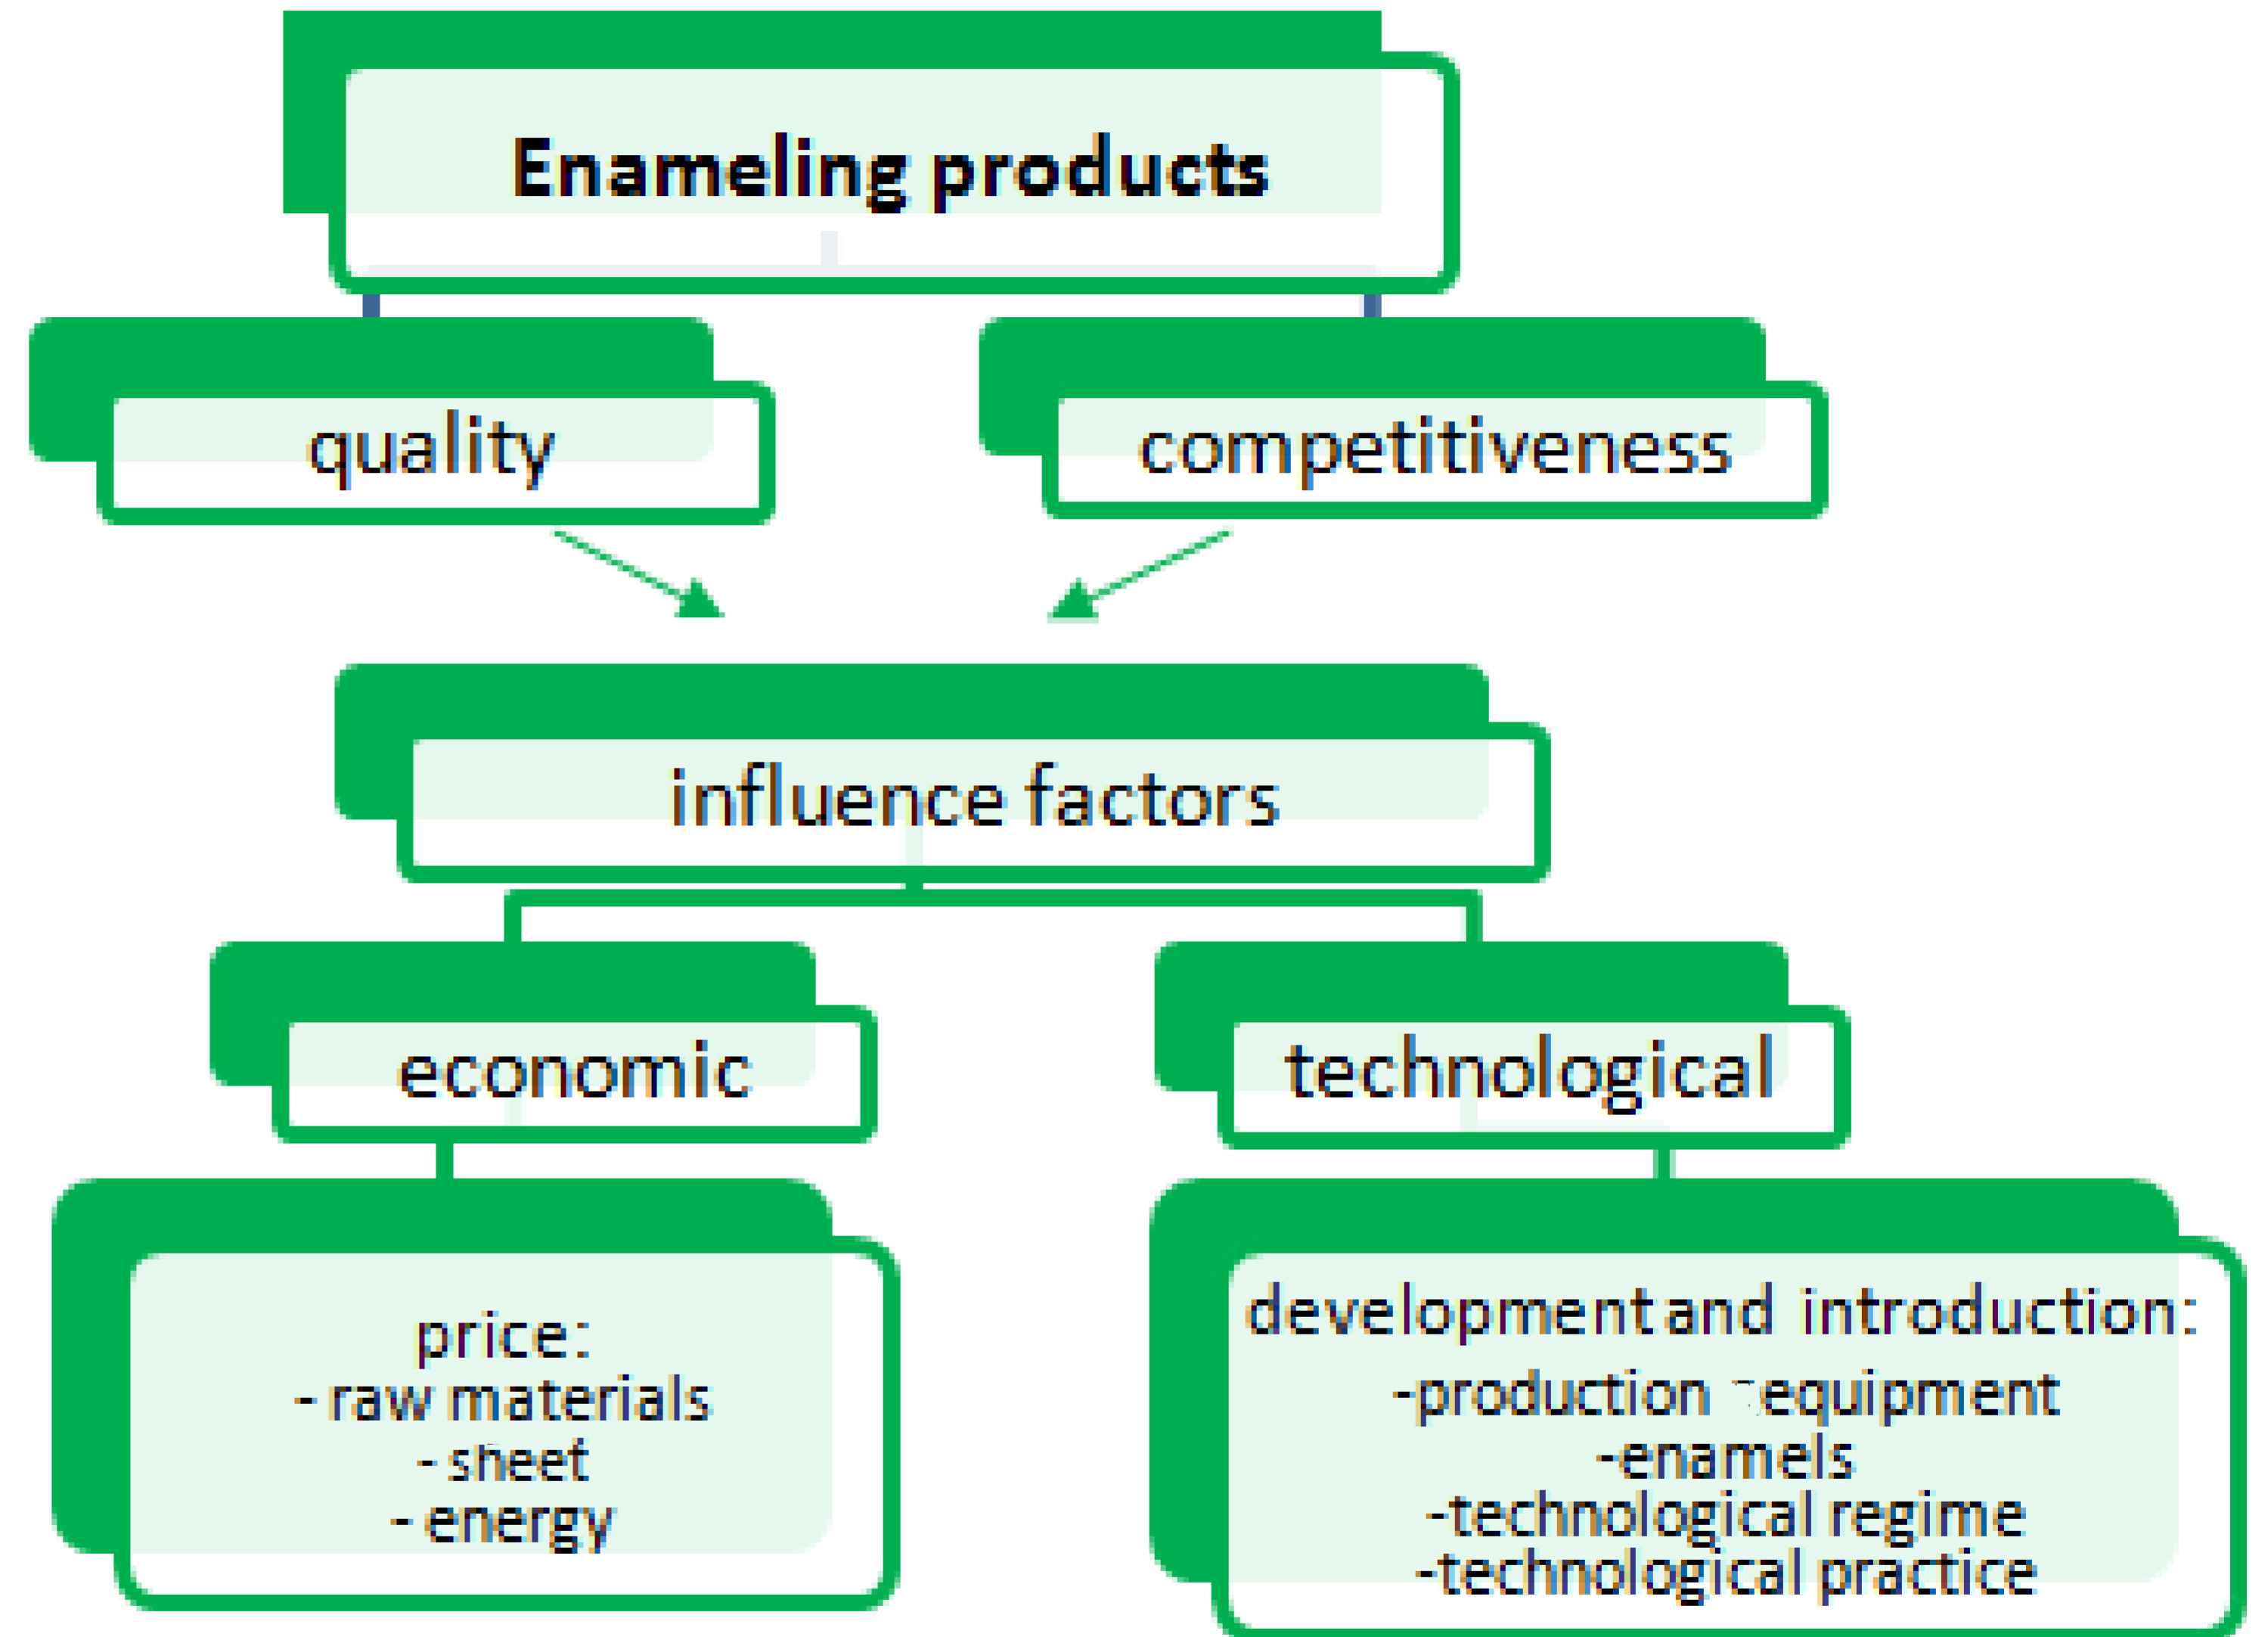 Enameling products
quality
competitiveness
influence factors
economic
technological
price:
- raw materials
- sheet
- energy
development and introduction:
-production equipment
-enamels
-technological regime
-technological practice